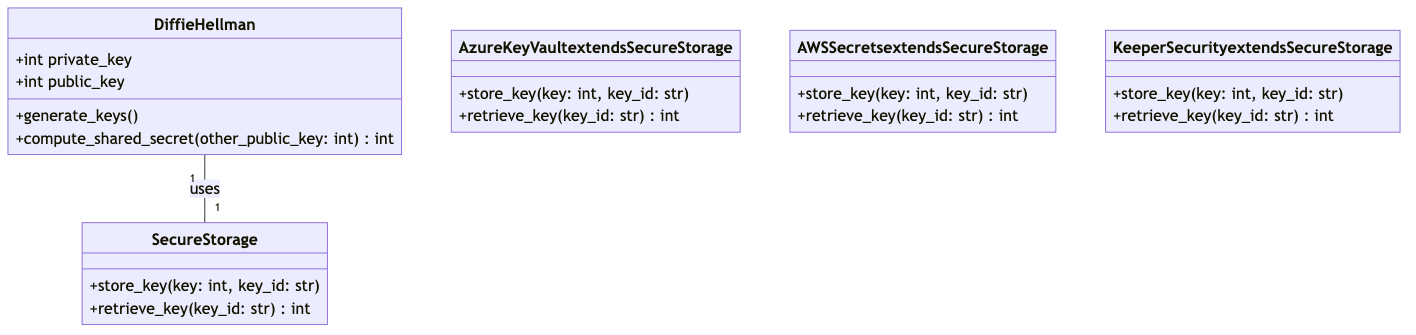 DiffieHellman
+int private_key
+int public_key
+generate_keys()
+compute_shared_secret(other_public_key: int) : int
1
uses
1
SecureStorage
+store_key(key: int, key_id: str)
+retrieve_key(key_id: str) : int
AzureKeyVaultextendsSecureStorage
+store_key(key: int, key_id: str)
+retrieve_key(key_id: str) : int
AWSSecretsextendsSecureStorage
+store_key(key: int, key_id: str)
+retrieve_key(key_id: str) : int
KeeperSecurityextendsSecureStorage
+store_key(key: int, key_id: str)
+retrieve_key(key_id: str) : int